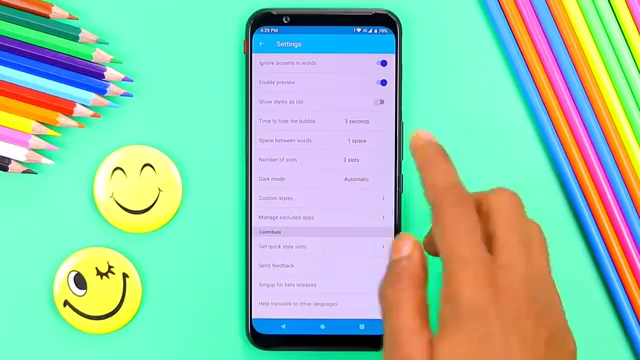 4:29 PM 70%
Settings
Ignore accents in words
Enable preview
Show styles as list
Time to hide the bubble 3 seconds
Space between words 1 space
Number of slots 3 slots
Dark mode Automatic
Custom styles
Manage excluded apps
Contribute
Get quick style slots
Send feedback
Singup for beta releases
Help translate to other languages